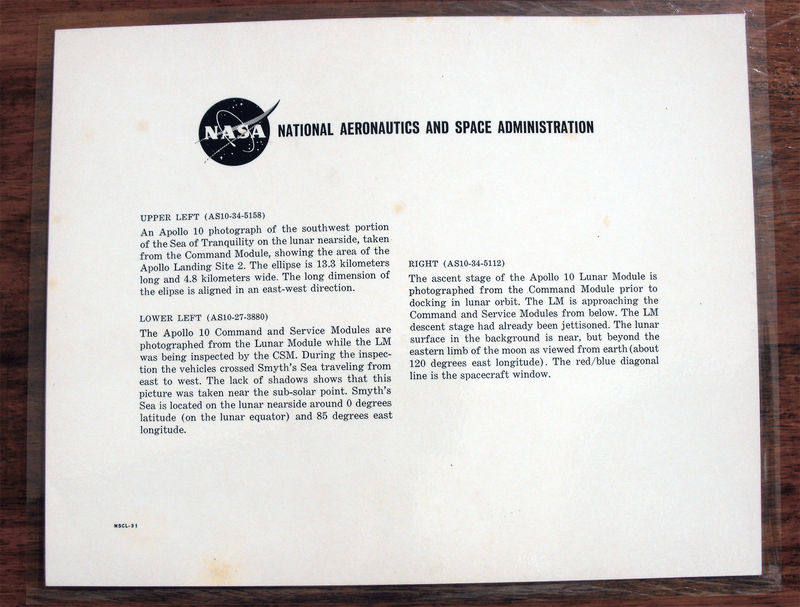 NASA NATIONAL AERONAUTICS AND SPACE ADMINISTRATION
UPPER LEFT (AS10-34-5158)
An Apollo 10 photograph of the southwest portion
of the Sea of Tranquility on the lunar nearside, taken
from the Command Module, showing the area of the
Apollo Landing Site 2. The ellipse is 13.3 kilometers
long and 4.8 kilometers wide. The long dimension of
the elipse is aligned in an east-west direction.
LOWER LEFT (AS10-27-3880)
The Apollo 10 Command and Service Modules are
photographed from the Lunar Module while the LM
was being inspected by the CSM. During the inspec-
tion the vehicles crossed Smyth's Sea traveling from
east to west. The lack of shadows shows that this
picture was taken near the sub-solar point. Smyth's
Sea is located on the lunar nearside around 0 degrees
latitude (on the lunar equator) and 85 degrees east
longitude.
RIGHT (AS10-34-5112)
The ascent stage of the Apollo 10 Lunar Module is
photographed from the Command Module prior to
docking in lunar orbit. The LM is approaching the
Command and Service Modules from below. The LM
descent stage had already been jettisoned. The lunar
surface in the background is near, but beyond the
eastern limb of the moon as viewed from earth (about
120 degrees east longitude). The red/blue diagonal
line is the spacecraft window.
MSCL-31